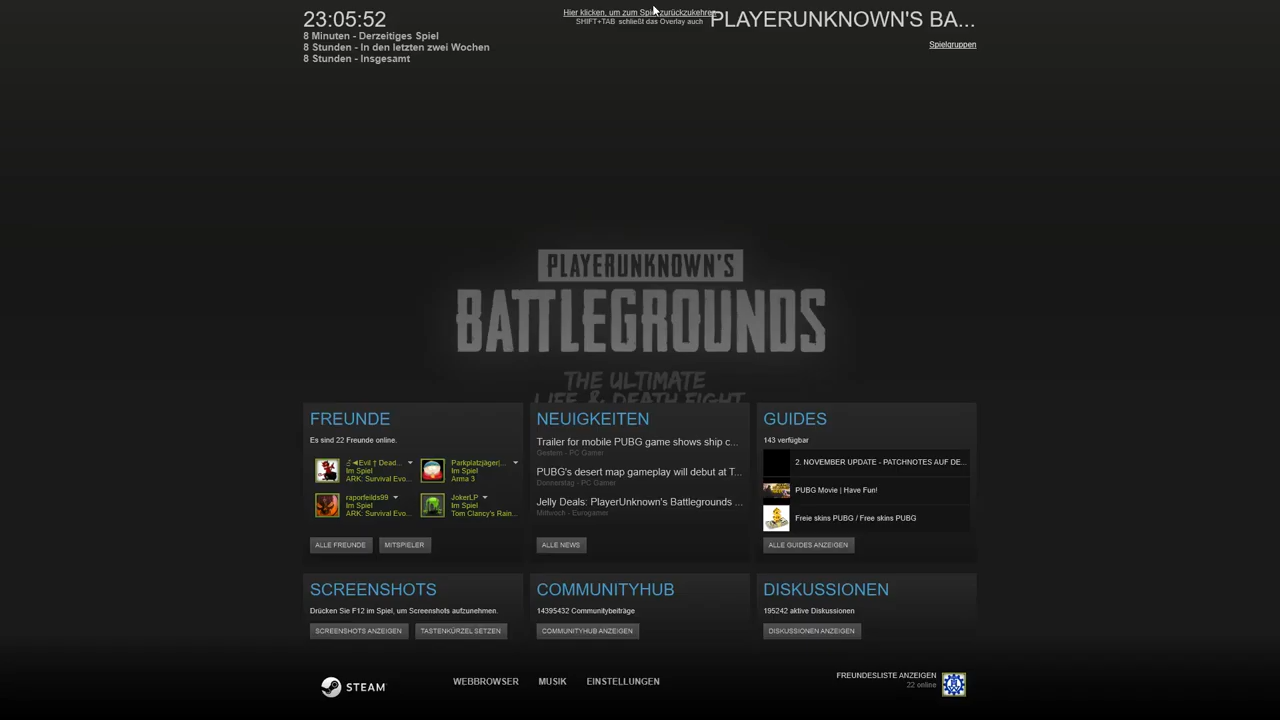 23:05:52
8 Minuten - Derzeitiges Spiel
8 Stunden - In den letzten zwei Wochen
8 Stunden - Insgesamt
Hier klicken, um zum Spiel zurückzukehren
SHIFT+TAB schließt das Overlay auch
PLAYERUNKNOWN'S BA...
Spielgruppen
PLAYERUNKNOWN'S
BATTLEGROUNDS
THE ULTIMATE
LIFE & DEATH FIGHT
FREUNDE
Es sind 22 Freunde online.
Evil † Dead...
Im Spiel
ARK: Survival Evo...
Parkplatzjäger|...
Im Spiel
Arma 3
raporfeilds99
Im Spiel
ARK: Survival Evo...
JokerLP
Im Spiel
Tom Clancy's Rain...
ALLE FREUNDE
MITSPIELER
NEUIGKEITEN
Trailer for mobile PUBG game shows ship c...
Gestern - PC Gamer
PUBG's desert map gameplay will debut at T...
Donnerstag - PC Gamer
Jelly Deals: PlayerUnknown's Battlegrounds ...
Mittwoch - Eurogamer
ALLE NEWS
GUIDES
143 verfügbar
2. NOVEMBER UPDATE - PATCHNOTES AUF DE...
PUBG Movie | Have Fun!
Freie skins PUBG / Free skins PUBG
ALLE GUIDES ANZEIGEN
SCREENSHOTS
Drücken Sie F12 im Spiel, um Screenshots aufzunehmen.
SCREENSHOTS ANZEIGEN
TASTENKÜRZEL SETZEN
COMMUNITYHUB
14395432 Communitybeiträge
COMMUNITYHUB ANZEIGEN
DISKUSSIONEN
195242 aktive Diskussionen
DISKUSSIONEN ANZEIGEN
STEAM
WEBBROWSER
MUSIK
EINSTELLUNGEN
FREUNDESLISTE ANZEIGEN
22 online